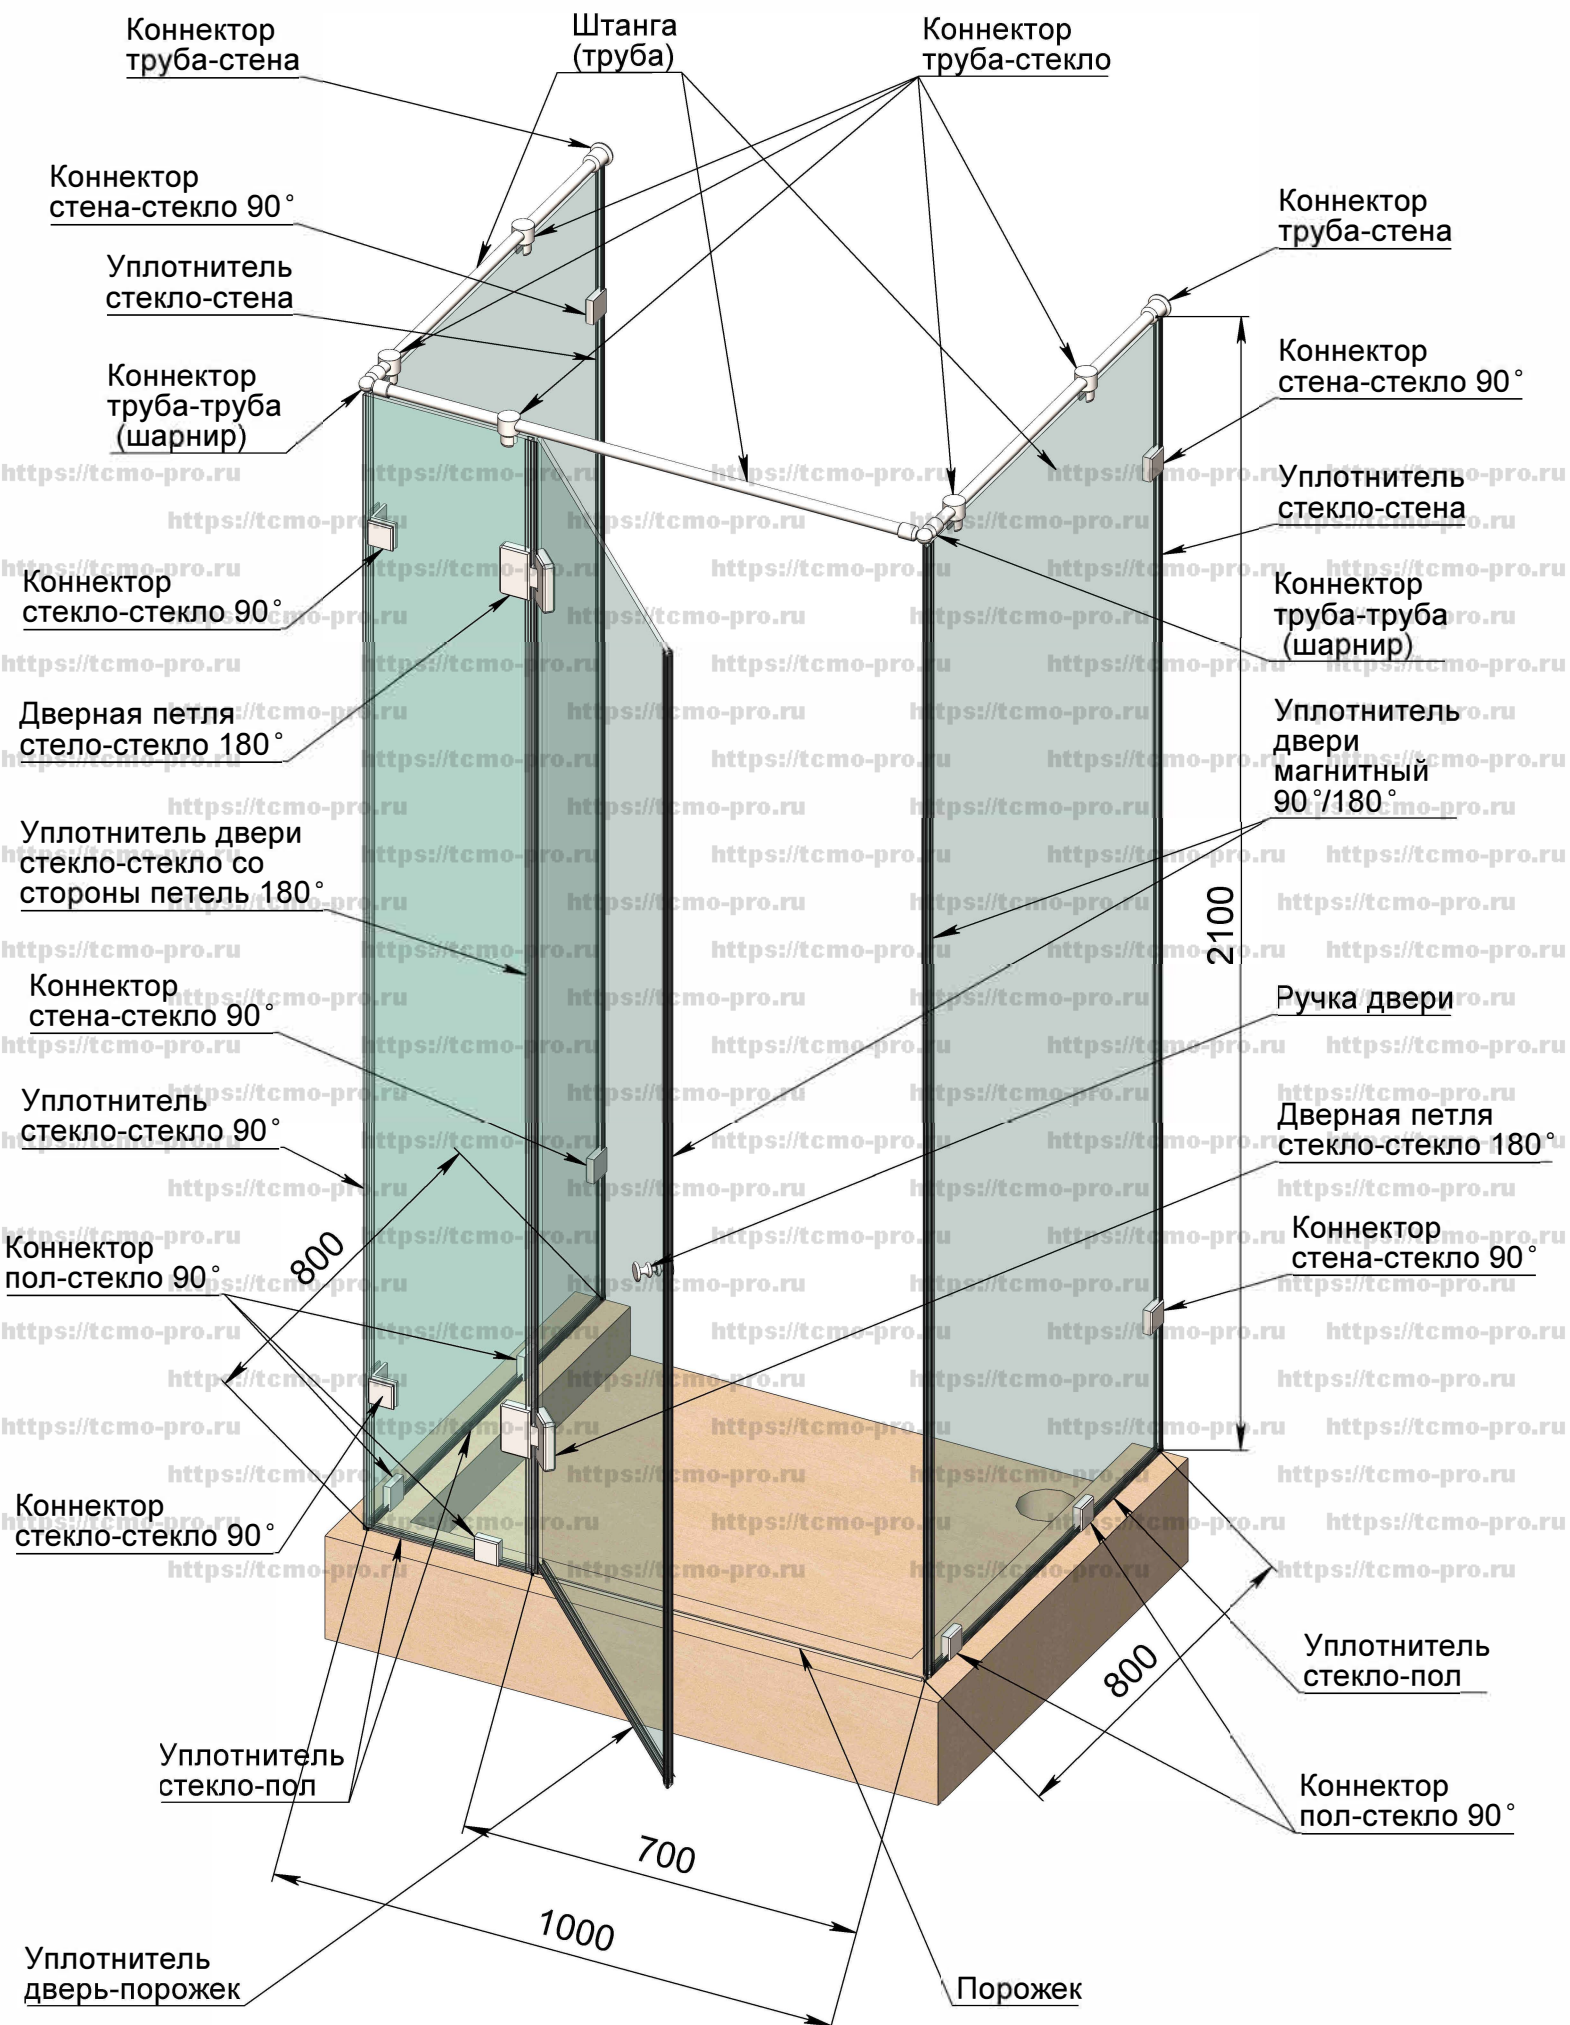 Коннектор
труба-стена
Штанга
(труба)
Коннектор
труба-стекло
Коннектор
стена-стекло 90°
Уплотнитель
стекло-стена
Коннектор
труба-труба
(шарнир)
Коннектор
стекло-стекло 90°
Дверная петля
стело-стекло 180°
Уплотнитель двери
стекло-стекло со
стороны петель 180°
Коннектор
стена-стекло 90°
Уплотнитель
стекло-стекло 90°
Коннектор
пол-стекло 90°
Коннектор
стекло-стекло 90°
Уплотнитель
стекло-пол
Уплотнитель
дверь-порожек
Коннектор
труба-стена
Коннектор
стена-стекло 90°
Уплотнитель
стекло-стена
Коннектор
труба-труба
(шарнир)
Уплотнитель
двери
магнитный
90°/180°
Ручка двери
Дверная петля
стекло-стекло 180°
Коннектор
стена-стекло 90°
Уплотнитель
стекло-пол
Коннектор
пол-стекло 90°
Порожек
2100
800
800
700
1000
https://tcmo-pro.ru